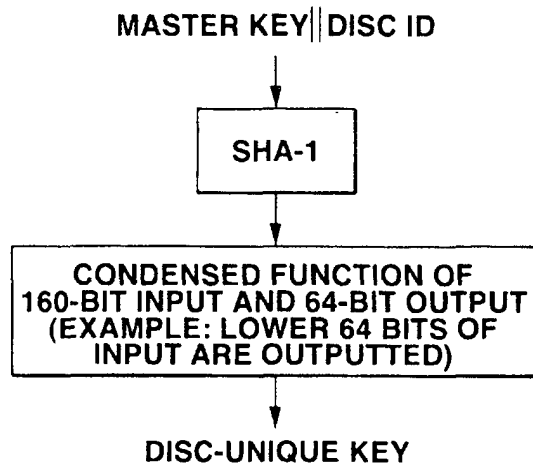 MASTER KEY||DISC ID
SHA-1
CONDENSED FUNCTION OF
160-BIT INPUT AND 64-BIT OUTPUT
(EXAMPLE: LOWER 64 BITS OF
INPUT ARE OUTPUTTED)
DISC-UNIQUE KEY